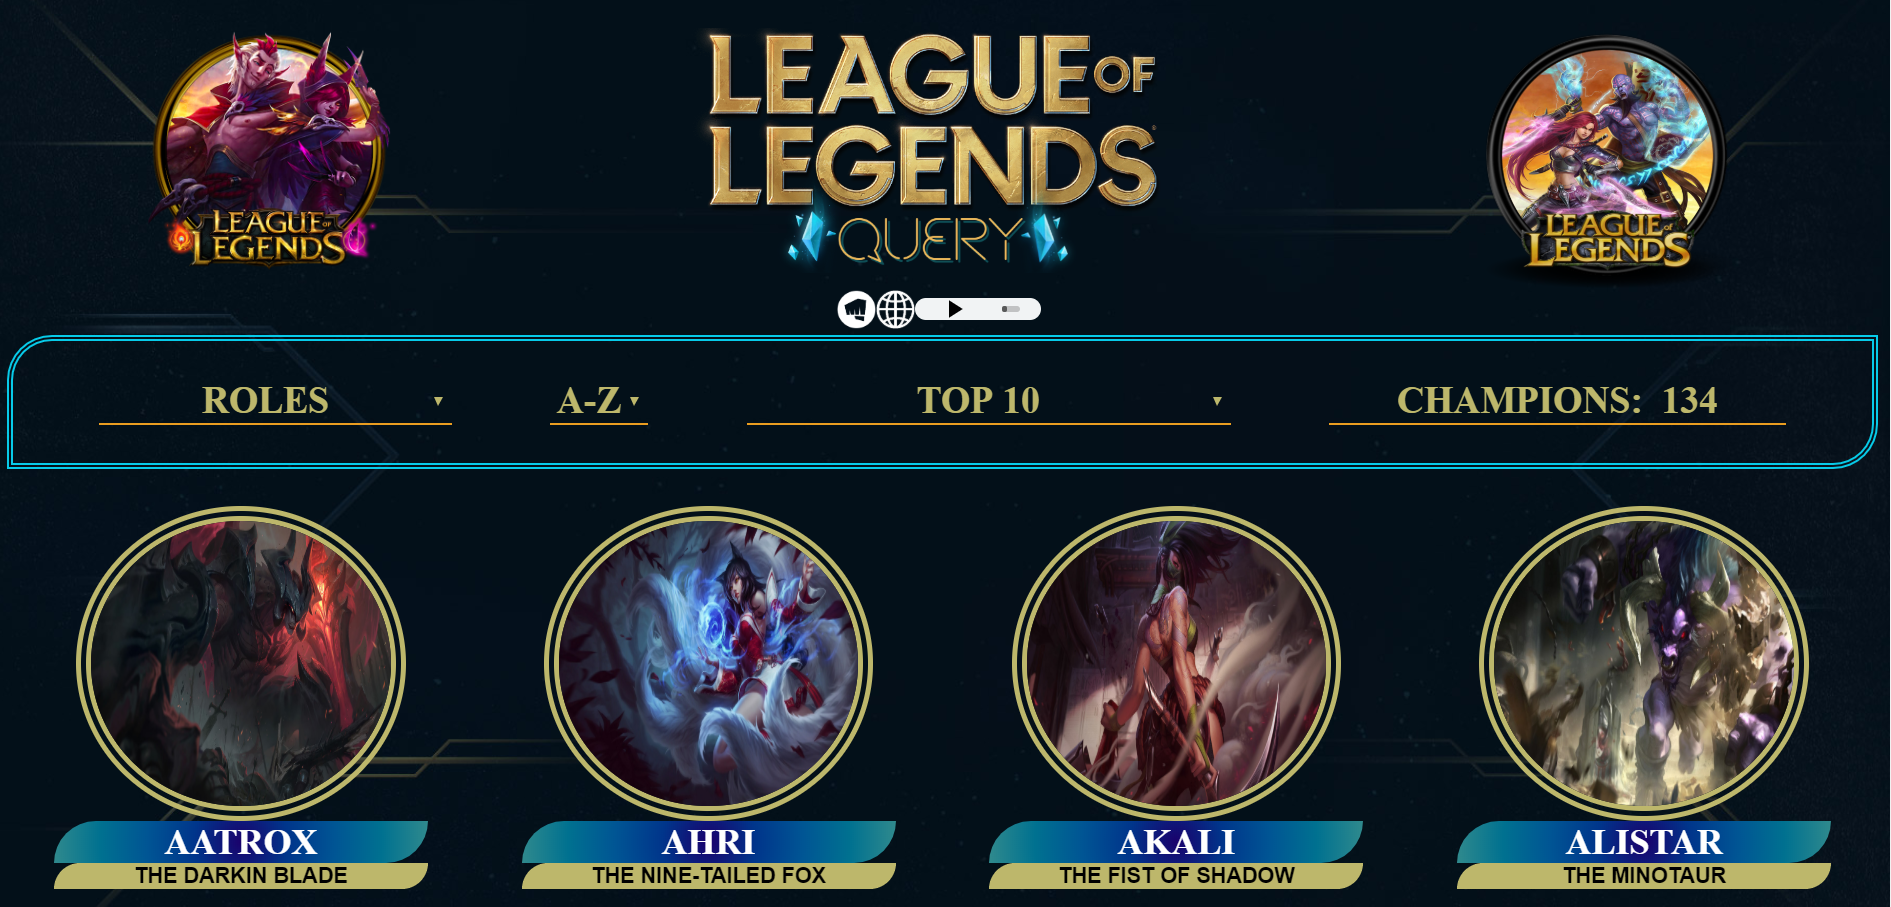 LEAGUE OF
LEGENDS
QUERY
LEAGUE OF
LEGENDS
LEAGUE OF
LEGENDS
ROLES ▼
A-Z ▼
TOP 10 ▼
CHAMPIONS: 134
AATROX
THE DARKIN BLADE
AHRI
THE NINE-TAILED FOX
AKALI
THE FIST OF SHADOW
ALISTAR
THE MINOTAUR